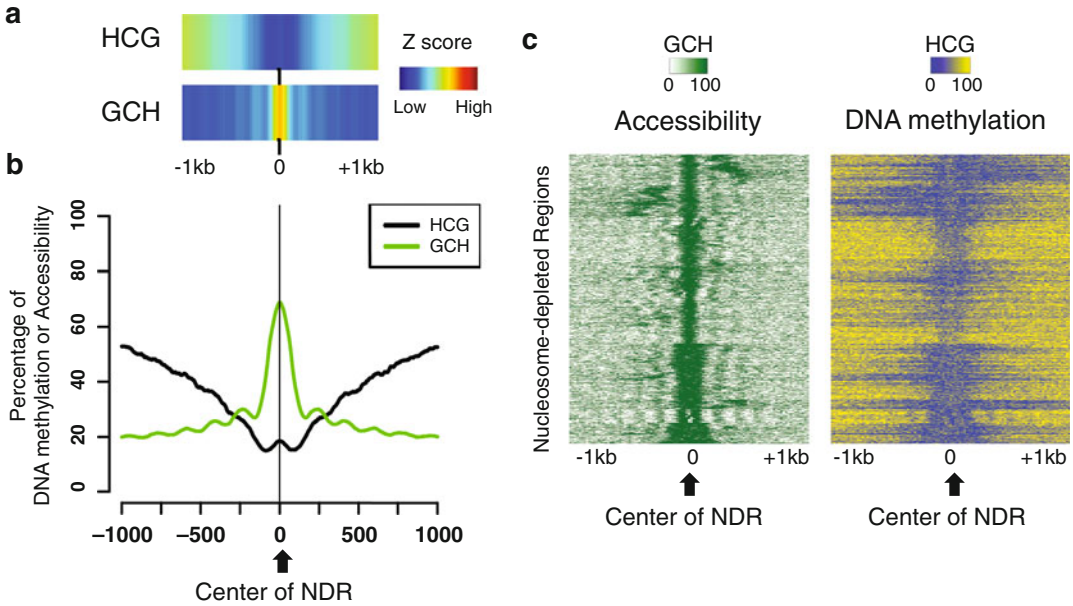 a
HCG
GCH
Z score
Low High
-1kb 0 +1kb
b
Percentage of
DNA methylation or Accessibility
100
80
60
40
20
0
HCG
GCH
−1000 −500 0 500 1000
Center of NDR
c
GCH
0 100
Accessibility
HCG
0 100
DNA methylation
Nucleosome-depleted Regions
-1kb 0 +1kb
Center of NDR
-1kb 0 +1kb
Center of NDR